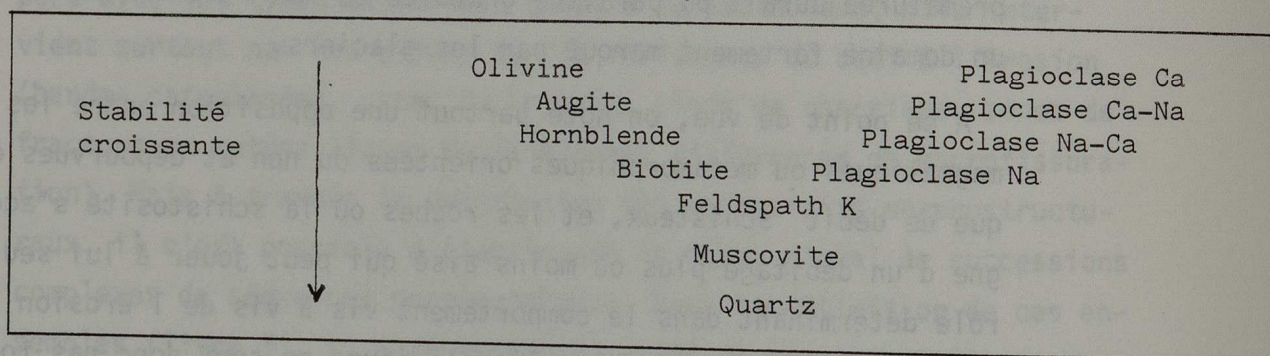 Olivine Plagioclase Ca
Stabilité Augite Plagioclase Ca-Na
croissante Hornblende Plagioclase Na-Ca
Biotite Plagioclase Na
Feldspath K
Muscovite
Quartz